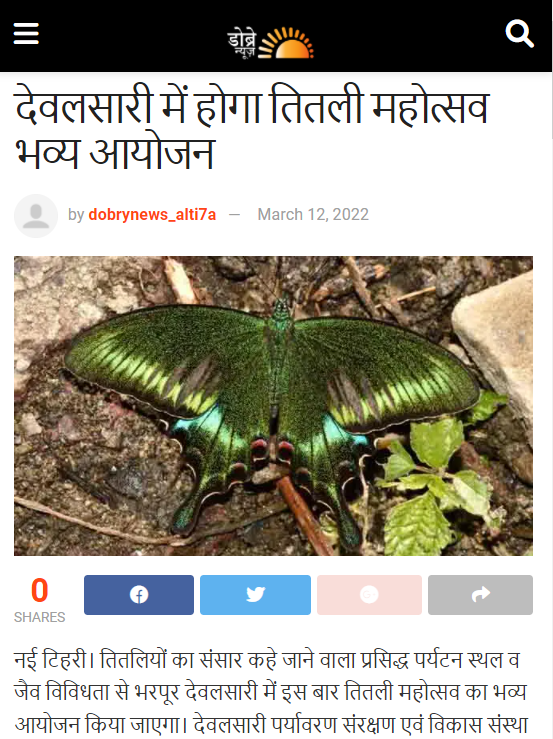 डोब्रे
न्यूज़
देवलसारी में होगा तितली महोत्सव
भव्य आयोजन
by dobrynews_alti7a — March 12, 2022
0
SHARES
नई टिहरी। तितलियों का संसार कहे जाने वाला प्रसिद्ध पर्यटन स्थल व
जैव विविधता से भरपूर देवलसारी में इस बार तितली महोत्सव का भव्य
आयोजन किया जाएगा। देवलसारी पर्यावरण संरक्षण एवं विकास संस्था